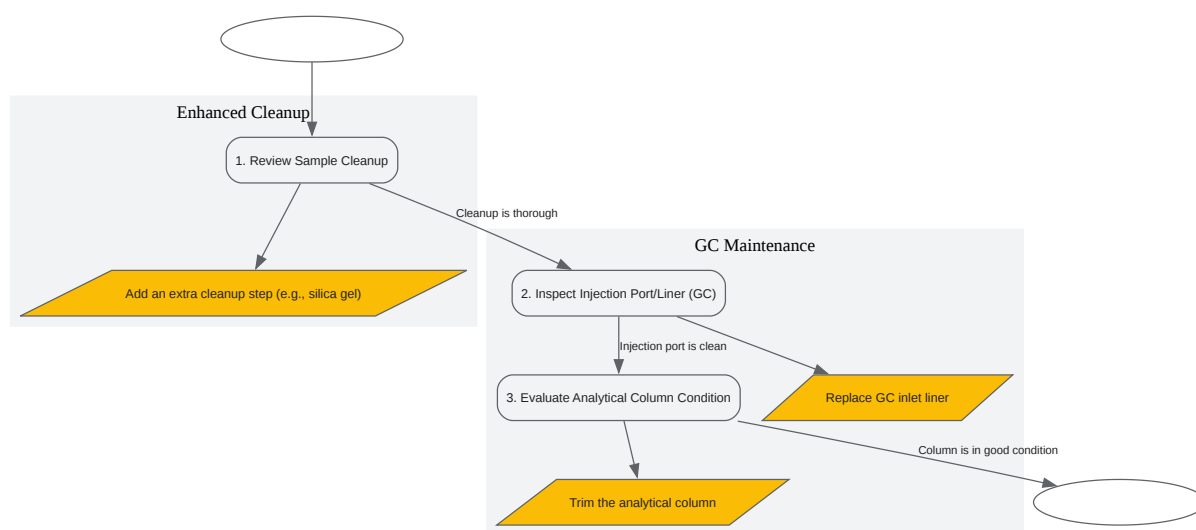 Enhanced Cleanup
1. Review Sample Cleanup
Cleanup is thorough
GC Maintenance
Add an extra cleanup step (e.g., silica gel)
2. Inspect Injection Port/Liner (GC)
Injection port is clean
3. Evaluate Analytical Column Condition
Replace GC inlet liner
Column is in good condition
Trim the analytical column